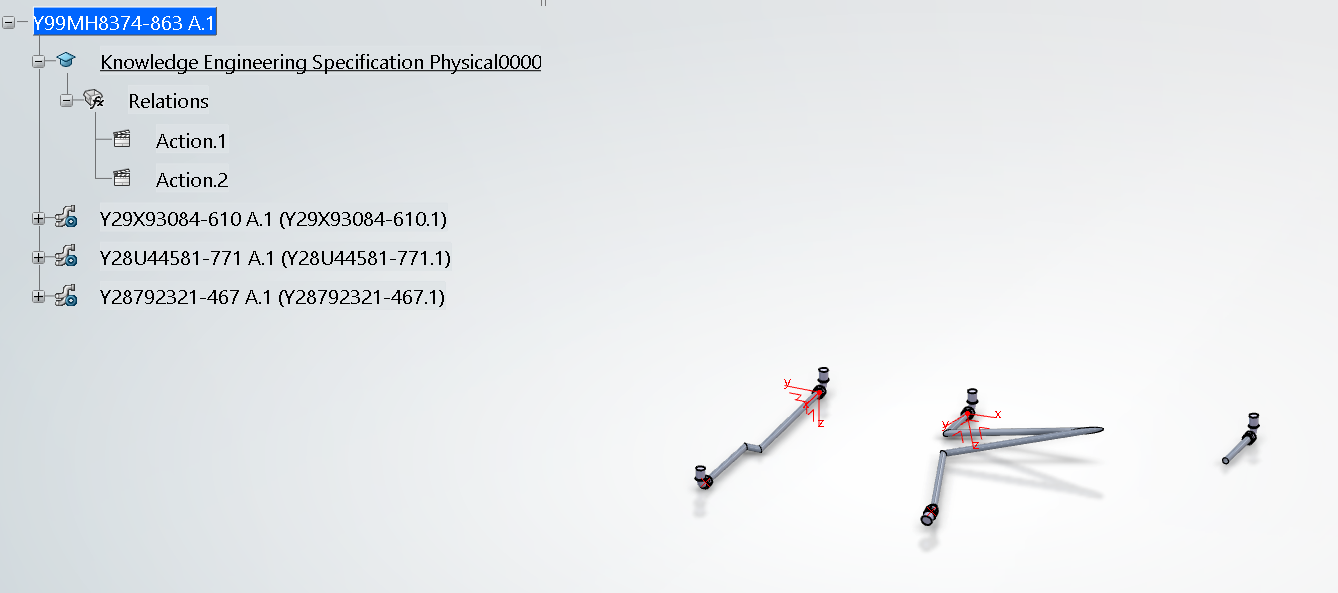 Y99MH8374-863 A.1
Knowledge Engineering Specification Physical0000
Relations
Action.1
Action.2
Y29X93084-610 A.1 (Y29X93084-610.1)
Y28U44581-771 A.1 (Y28U44581-771.1)
Y28792321-467 A.1 (Y28792321-467.1)
y
z
x
y
z